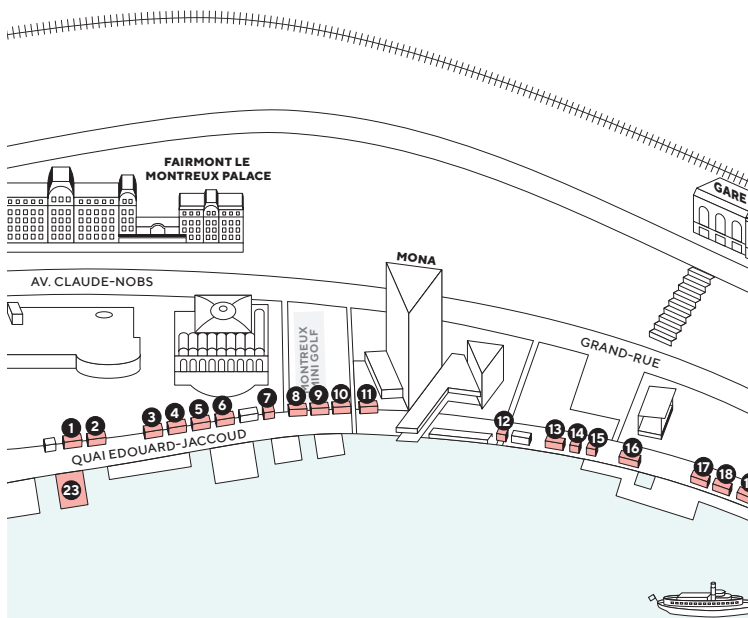 FAIRMONT LE
MONTREUX PALACE
GARE
MONA
AV. CLAUDE-NOBS
MONTREUX
MINI GOLF
GRAND-RUE
1
2
3
4
5
6
7
8
9
10
11
12
13
14
15
16
17
18
QUAI EDOUARD-JACCOUD
23